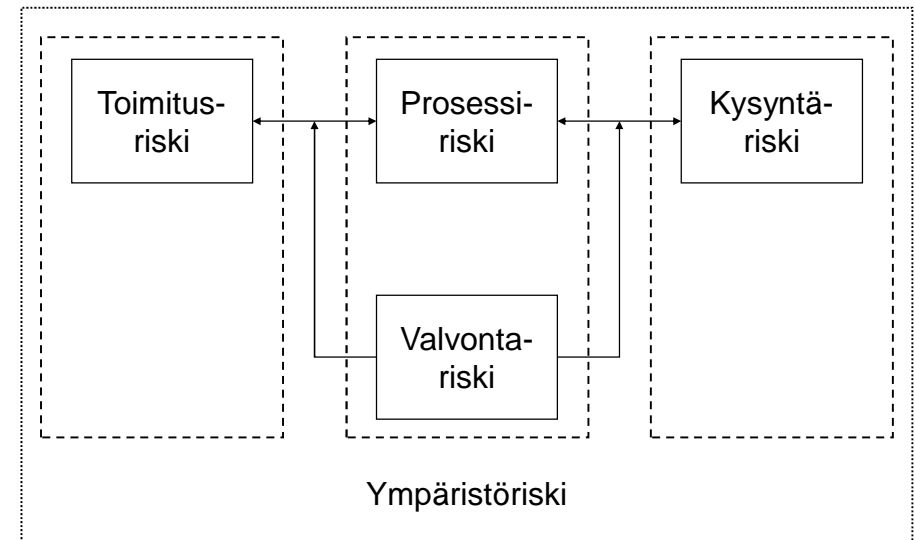 Toimitus-
riski
Prosessi-
riski
Kysyntä-
riski
Valvonta-
riski
Ympäristöriski